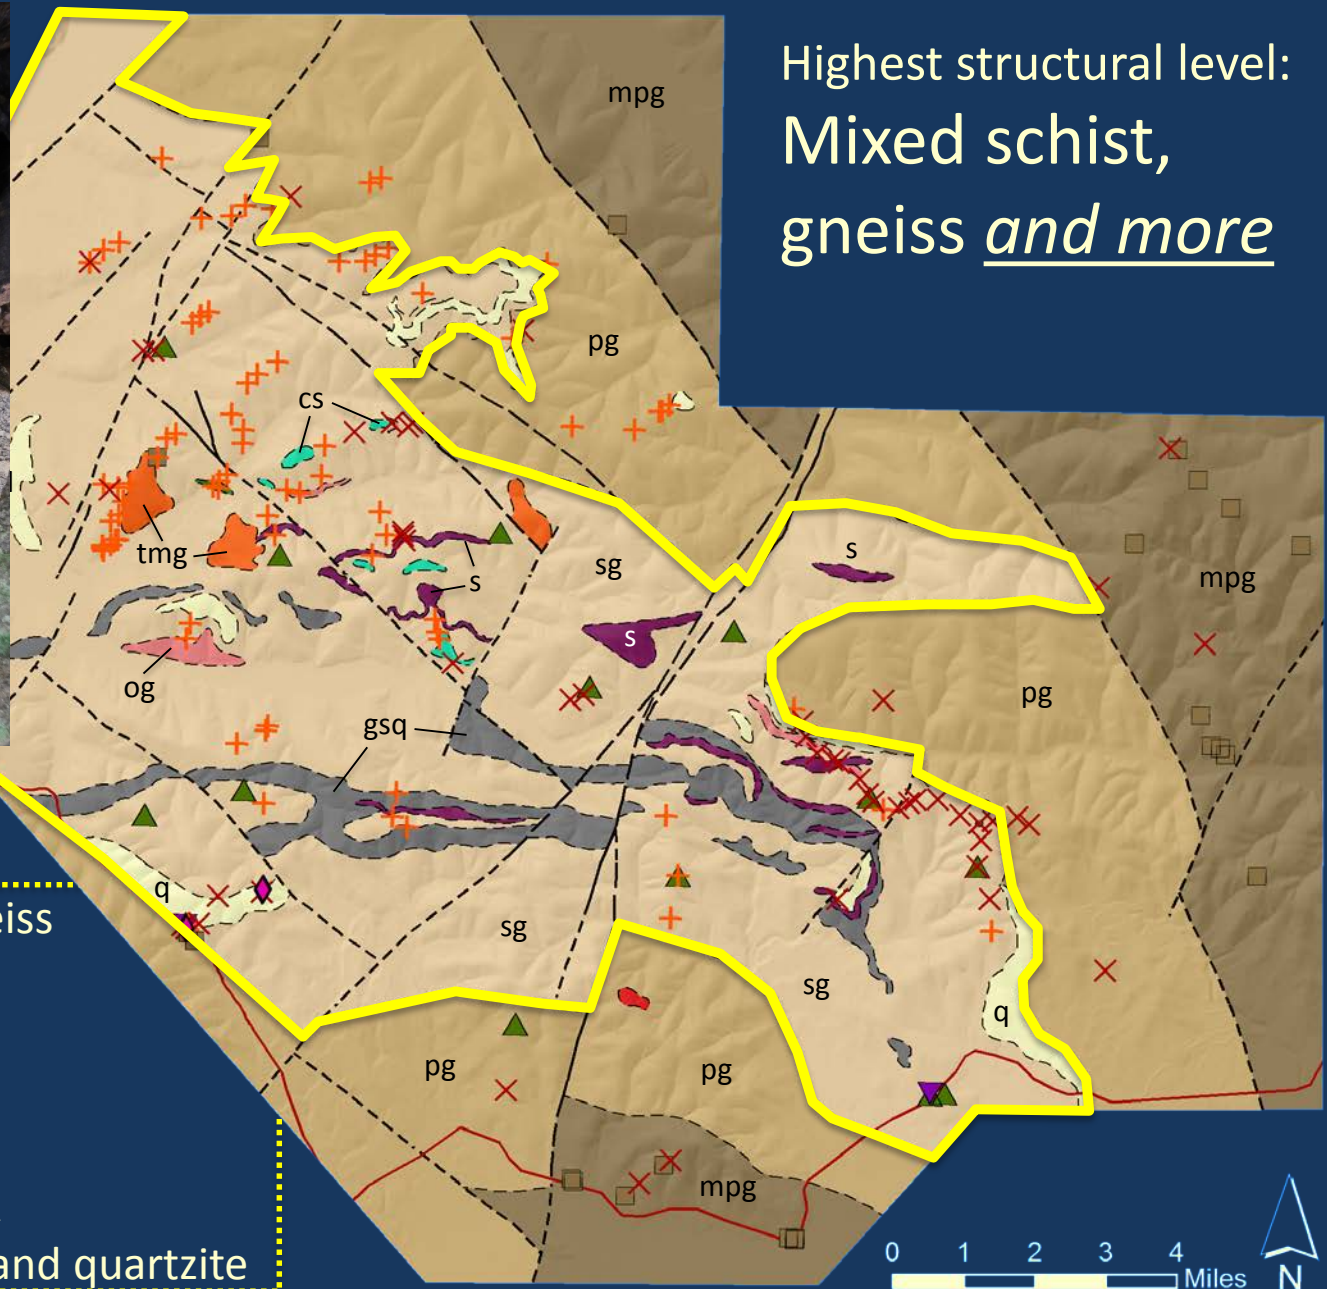 Highest structural level:
Mixed schist,
gneiss and more
mpg
pg
cs
tmg
s
sg
s
s
mpg
og
pg
gsq
q
sg
sg
q
pg
pg
mpg
and quartzite
0 1 2 3 4
Miles
N